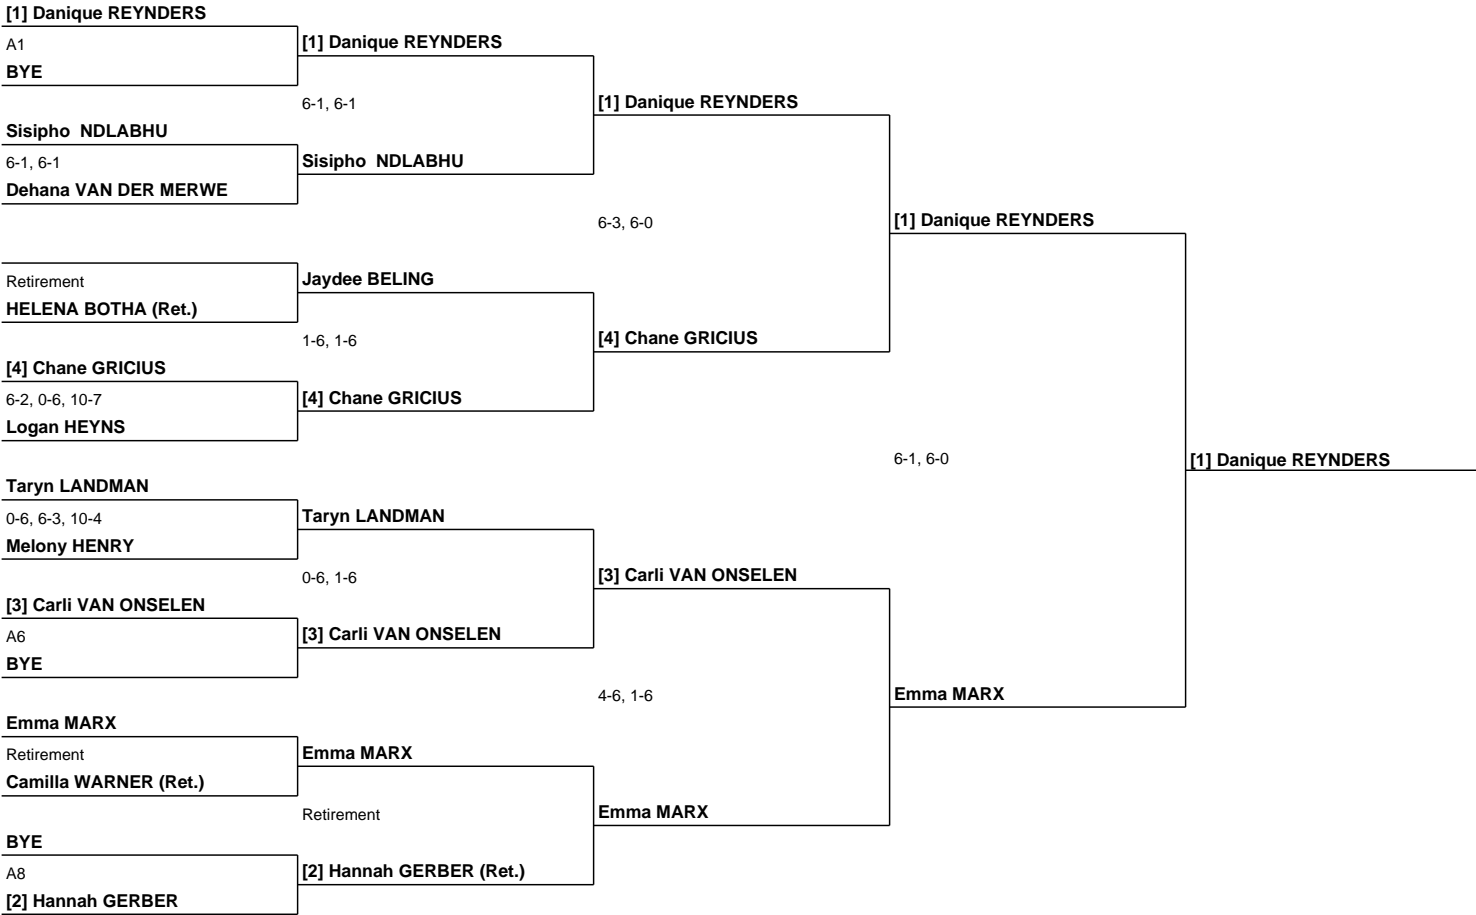 [1] Danique REYNDERS
A1
BYE
Sisipho  NDLABHU
6-1, 6-1
Dehana VAN DER MERWE
Retirement
HELENA BOTHA (Ret.)
[4] Chane GRICIUS
6-2, 0-6, 10-7
Logan HEYNS
Taryn LANDMAN
0-6, 6-3, 10-4
Melony HENRY
[3] Carli VAN ONSELEN
A6
BYE
Emma MARX
Retirement
Camilla WARNER (Ret.)
BYE
A8
[2] Hannah GERBER
[1] Danique REYNDERS
6-1, 6-1
Sisipho  NDLABHU
Jaydee BELING
1-6, 1-6
[4] Chane GRICIUS
Taryn LANDMAN
0-6, 1-6
[3] Carli VAN ONSELEN
Emma MARX
Retirement
[2] Hannah GERBER (Ret.)
[1] Danique REYNDERS
6-3, 6-0
[4] Chane GRICIUS
[3] Carli VAN ONSELEN
4-6, 1-6
Emma MARX
[1] Danique REYNDERS
6-1, 6-0
Emma MARX
[1] Danique REYNDERS